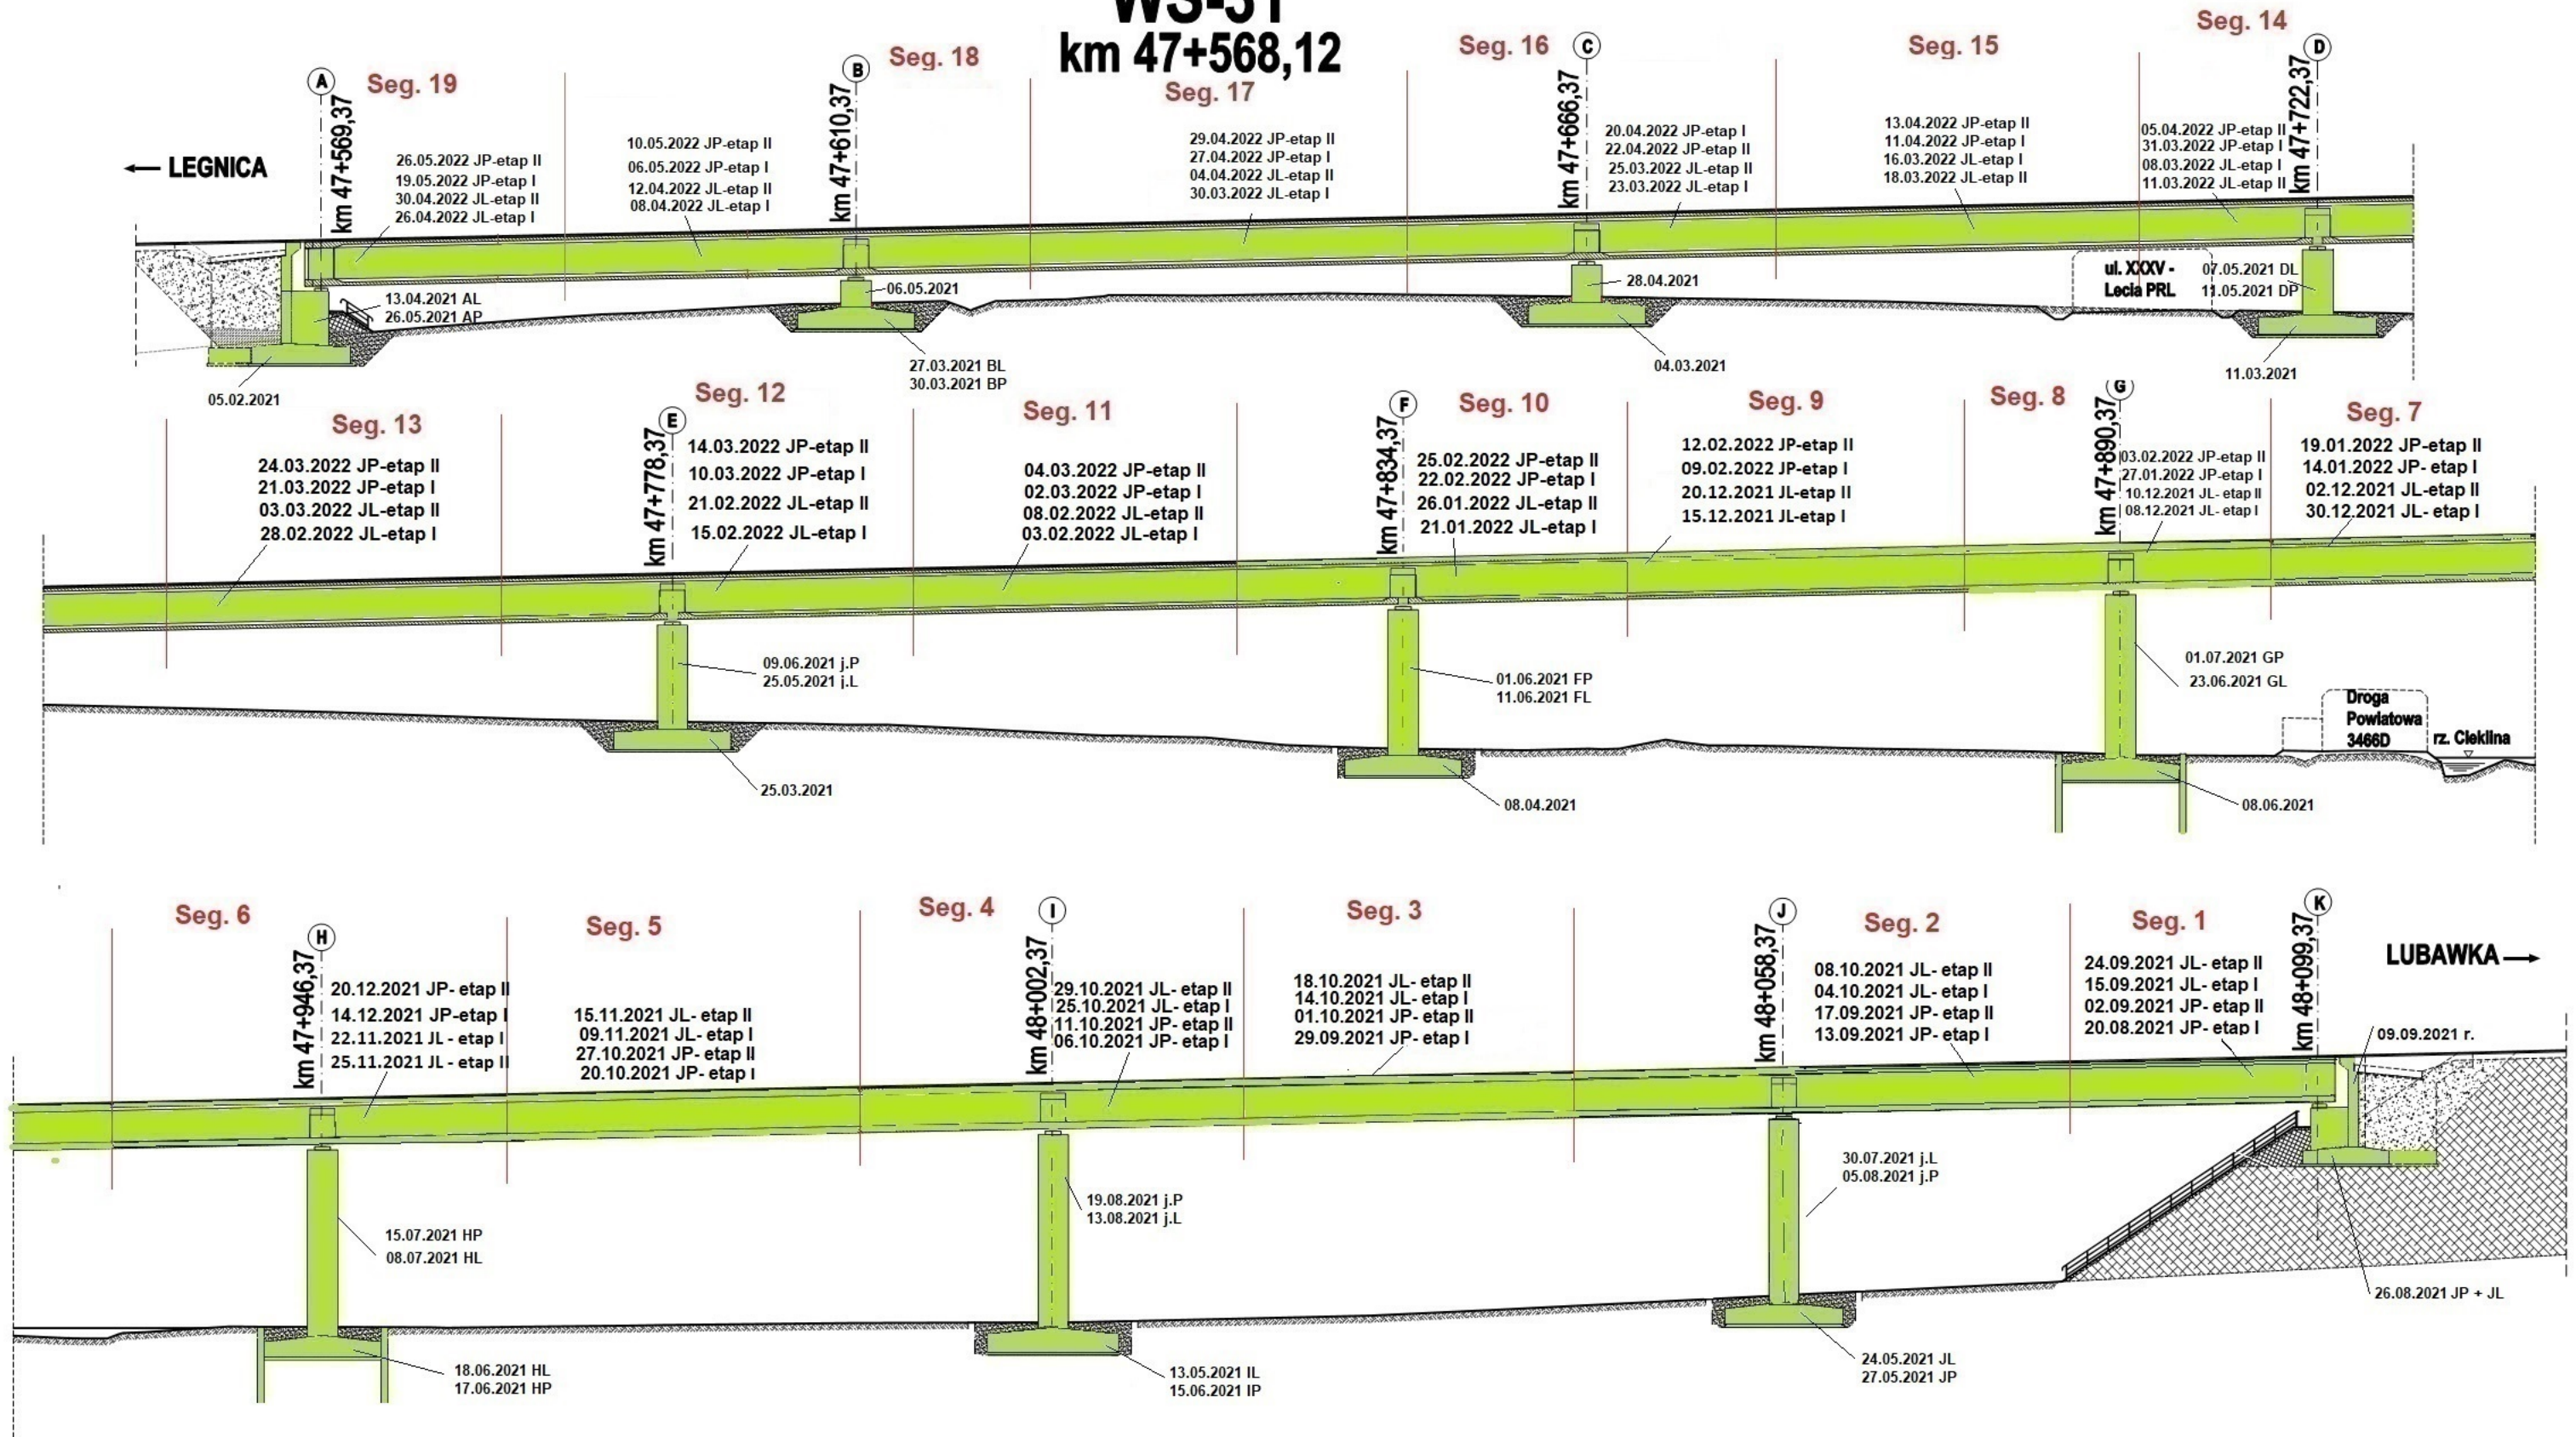 WS-31
km 47+568,12
Seg. 19
Seg. 18
Seg. 17
Seg. 16
Seg. 15
Seg. 14
A
B
C
D
km 47+569,37
km 47+610,37
km 47+666,37
km 47+722,37
← LEGNICA
26.05.2022 JP-etap II
19.05.2022 JP-etap I
30.04.2022 JL-etap II
26.04.2022 JL-etap I
10.05.2022 JP-etap II
06.05.2022 JP-etap I
12.04.2022 JL-etap II
08.04.2022 JL-etap I
29.04.2022 JP-etap II
27.04.2022 JP-etap I
04.04.2022 JL-etap II
30.03.2022 JL-etap I
20.04.2022 JP-etap I
22.04.2022 JP-etap II
25.03.2022 JL-etap II
23.03.2022 JL-etap I
13.04.2022 JP-etap II
11.04.2022 JP-etap I
16.03.2022 JL-etap I
18.03.2022 JL-etap II
05.04.2022 JP-etap II
31.03.2022 JP-etap I
08.03.2022 JL-etap I
11.03.2022 JL-etap II
13.04.2021 AL
26.05.2021 AP
05.02.2021
06.05.2021
27.03.2021 BL
30.03.2021 BP
28.04.2021
04.03.2021
ul. XXXV -
Lecia PRL
07.05.2021 DL
11.05.2021 DP
11.03.2021
Seg. 13
Seg. 12
Seg. 11
Seg. 10
Seg. 9
Seg. 8
Seg. 7
E
F
G
km 47+778,37
km 47+834,37
km 47+890,37
24.03.2022 JP-etap II
21.03.2022 JP-etap I
03.03.2022 JL-etap II
28.02.2022 JL-etap I
14.03.2022 JP-etap II
10.03.2022 JP-etap I
21.02.2022 JL-etap II
15.02.2022 JL-etap I
04.03.2022 JP-etap II
02.03.2022 JP-etap I
08.02.2022 JL-etap II
03.02.2022 JL-etap I
25.02.2022 JP-etap II
22.02.2022 JP-etap I
26.01.2022 JL-etap II
21.01.2022 JL-etap I
12.02.2022 JP-etap II
09.02.2022 JP-etap I
20.12.2021 JL-etap II
15.12.2021 JL-etap I
03.02.2022 JP-etap II
27.01.2022 JP-etap I
10.12.2021 JL- etap II
08.12.2021 JL- etap I
19.01.2022 JP-etap II
14.01.2022 JP- etap I
02.12.2021 JL-etap II
30.12.2021 JL- etap I
09.06.2021 j.P
25.05.2021 j.L
25.03.2021
01.06.2021 FP
11.06.2021 FL
08.04.2021
01.07.2021 GP
23.06.2021 GL
Droga
Powiatowa
3466D
rz. Cieklina
08.06.2021
Seg. 6
Seg. 5
Seg. 4
Seg. 3
Seg. 2
Seg. 1
H
I
J
K
km 47+946,37
km 48+002,37
km 48+058,37
km 48+099,37
LUBAWKA →
20.12.2021 JP- etap II
14.12.2021 JP-etap I
22.11.2021 JL - etap I
25.11.2021 JL - etap II
15.11.2021 JL- etap II
09.11.2021 JL- etap I
27.10.2021 JP- etap II
20.10.2021 JP- etap I
29.10.2021 JL- etap II
25.10.2021 JL- etap I
11.10.2021 JP- etap II
06.10.2021 JP- etap I
18.10.2021 JL- etap II
14.10.2021 JL- etap I
01.10.2021 JP- etap II
29.09.2021 JP- etap I
08.10.2021 JL- etap II
04.10.2021 JL- etap I
17.09.2021 JP- etap II
13.09.2021 JP- etap I
24.09.2021 JL- etap II
15.09.2021 JL- etap I
02.09.2021 JP- etap II
20.08.2021 JP- etap I
09.09.2021 r.
15.07.2021 HP
08.07.2021 HL
18.06.2021 HL
17.06.2021 HP
19.08.2021 j.P
13.08.2021 j.L
13.05.2021 IL
15.06.2021 IP
30.07.2021 j.L
05.08.2021 j.P
24.05.2021 JL
27.05.2021 JP
26.08.2021 JP + JL